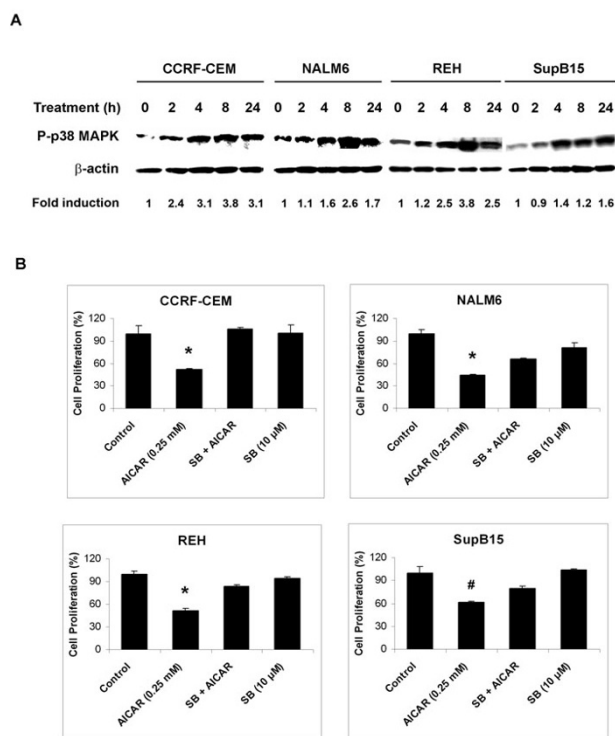 A
CCRF-CEM NALM6 REH SupB15
Treatment (h) 0 2 4 8 24 0 2 4 8 24 0 2 4 8 24 0 2 4 8 24
P-p38 MAPK
β-actin
Fold induction 1 2.4 3.1 3.8 3.1 1 1.1 1.6 2.6 1.7 1 1.2 2.5 3.8 2.5 1 0.9 1.4 1.2 1.6
B
CCRF-CEM
Cell Proliferation (%)
120
90
60
30
0
*
Control
AICAR (0.25 mM)
SB + AICAR
SB (10 µM)
NALM6
Cell Proliferation (%)
120
90
60
30
0
*
Control
AICAR (0.25 mM)
SB + AICAR
SB (10 µM)
REH
Cell Proliferation (%)
120
90
60
30
0
*
Control
AICAR (0.25 mM)
SB + AICAR
SB (10 µM)
SupB15
Cell Proliferation (%)
120
90
60
30
0
#
Control
AICAR (0.25 mM)
SB + AICAR
SB (10 µM)